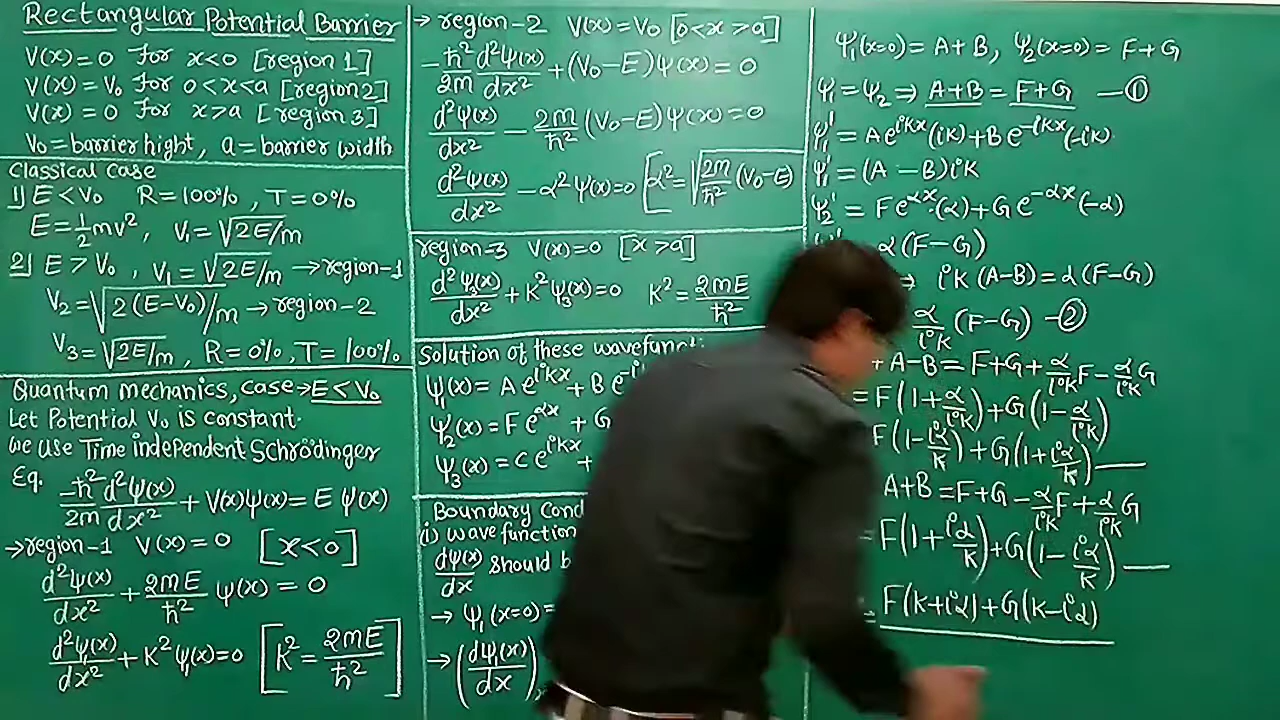 Rectangular Potential Barrier
V(x)=0 For x<0 [region 1]
V(x)=V₀ For 0<x<a [region 2]
V(x)=0 For x>a [region 3]
V₀=barrier hight, a=barrier width
Classical Case
1) E<V₀ R=100%, T=0%
E=½mv², V₁=√2E/m
2) E>V₀, V₁=√2E/m→region-1
V₂=√2(E-V₀)/m→region-2
V₃=√2E/m, R=0%, T=100%
Quantum mechanics, Case→E<V₀
Let Potential V₀ is constant.
we use Time independent Schrödinger
Eq. -ħ²/2m d²ψ(x)/dx² + V(x)ψ(x)=E ψ(x)
→region-1 V(x)=0 [x<0]
d²ψ(x)/dx² + 2mE/ħ² ψ(x)=0
d²ψ(x)/dx² + K²ψ(x)=0 [K²=2mE/ħ²]
→region-2 V(x)=V₀ [0<x>a]
-ħ²/2m d²ψ(x)/dx² + (V₀-E)ψ(x)=0
d²ψ(x)/dx² - 2m/ħ² (V₀-E)ψ(x)=0
d²ψ(x)/dx² - α²ψ(x)=0 [α²=√2m/ħ² (V₀-E)
region-3 V(x)=0 [x>a]
d²ψ₃(x)/dx² + K²ψ₃(x)=0 K²=2mE/ħ²
Solution of these
ψ(x)= A e^{iKx} + B
ψ₂(x)=F e^{αx} + G
ψ₃(x)= C e^{iKx} +
Boundary
(i) wave function
dψ(x)/dx should
→ ψ₁(x=0)=
→ (dψ₁(x)/dx)
ψ₁(x=0)=A+B, ψ₂(x=0)= F+G
ψ₁=ψ₂⇒ A+B=F+G —①
ψ₁'=Ae^{iKx}(iK)+Be^{-iKx}(-iK)
ψ₁'=(A-B)iK
ψ₂'=Fe^{αx}·(α)+Ge^{-αx}(-α)
α(F-G)
⇒ iK(A-B)=α(F-G)
α/iK (F-G) —②
+A-B=F+G+α/iK F-α/iK G
=F(1+α/iK)+G(1-α/iK)
F(1-iα/K)+G(1+iα/K)—
A+B=F+G-α/iK F+α/iK G
=F(1+iα/K)+G(1-iα/K)—
=F(K+iα)+G(K-iα)